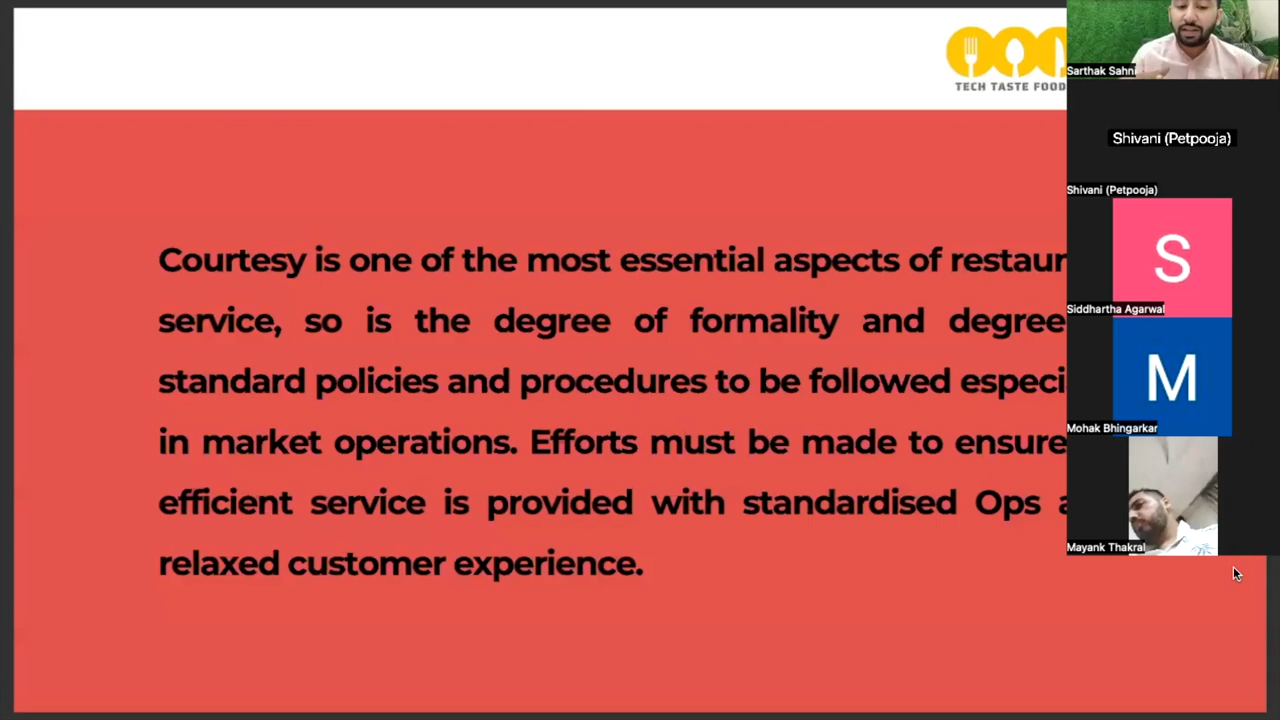 TECH TASTE FOOD
Courtesy is one of the most essential aspects of restaur
service, so is the degree of formality and degree
standard policies and procedures to be followed especi
in market operations. Efforts must be made to ensure
efficient service is provided with standardised Ops a
relaxed customer experience.
Sarthak Sahni
Shivani (Petpooja)
Shivani (Petpooja)
S
Siddhartha Agarwal
M
Mohak Bhingarkar
Mayank Thakral